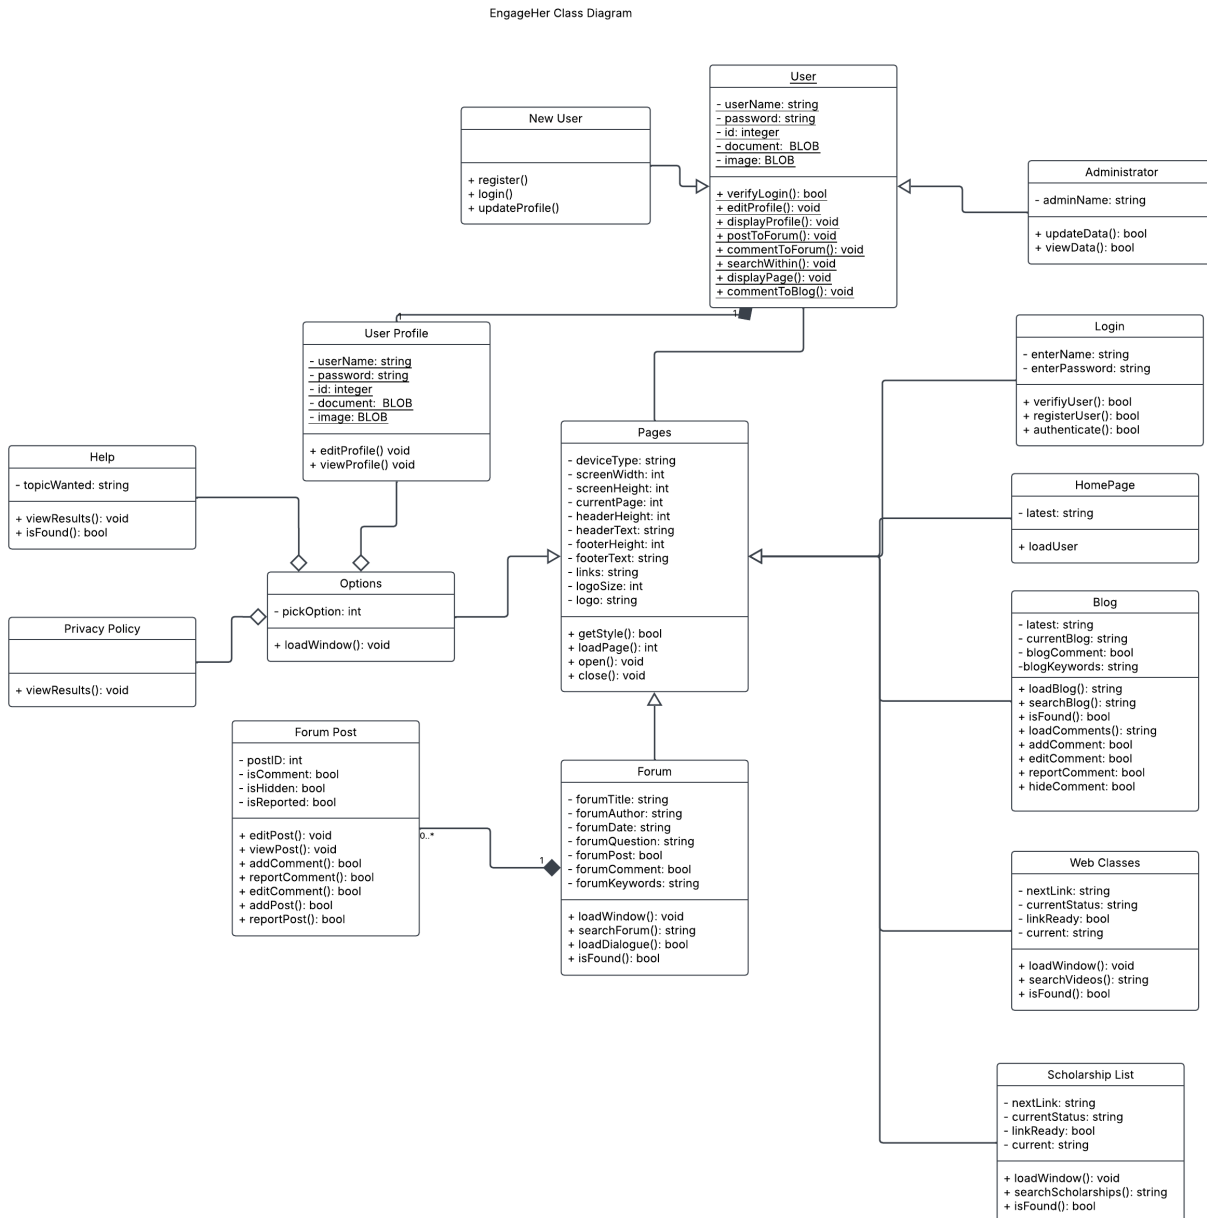 EngageHer Class Diagram
User
- userName: string
- password: string
- id: integer
- document:  BLOB
- image: BLOB
+ verifyLogin(): bool
+ editProfile(): void
+ displayProfile(): void
+ postToForum(): void
+ commentToForum(): void
+ searchWithin(): void
+ displayPage(): void
+ commentToBlog(): void
New User
+ register()
+ login()
+ updateProfile()
Administrator
- adminName: string
+ updateData(): bool
+ viewData(): bool
1
1
User Profile
- userName: string
- password: string
- id: integer
- document:  BLOB
- image: BLOB
+ editProfile() void
+ viewProfile() void
Login
- enterName: string
- enterPassword: string
+ verifiyUser(): bool
+ registerUser(): bool
+ authenticate(): bool
Pages
- deviceType: string
- screenWidth: int
- screenHeight: int
- currentPage: int
- headerHeight: int
- headerText: string
- footerHeight: int
- footerText: string
- links: string
- logoSize: int
- logo: string
+ getStyle(): bool
+ loadPage(): int
+ open(): void
+ close(): void
Help
- topicWanted: string
+ viewResults(): void
+ isFound(): bool
HomePage
- latest: string
+ loadUser
Options
- pickOption: int
+ loadWindow(): void
Privacy Policy
+ viewResults(): void
Blog
- latest: string
- currentBlog: string
- blogComment: bool
-blogKeywords: string
+ loadBlog(): string
+ searchBlog(): string
+ isFound(): bool
+ loadComments(): string
+ addComment: bool
+ editComment: bool
+ reportComment: bool
+ hideComment: bool
Forum Post
- postID: int
- isComment: bool
- isHidden: bool
- isReported: bool
+ editPost(): void
+ viewPost(): void
+ addComment(): bool
+ reportComment(): bool
+ editComment(): bool
+ addPost(): bool
+ reportPost(): bool
0..*
1
Forum
- forumTitle: string
- forumAuthor: string
- forumDate: string
- forumQuestion: string
- forumPost: bool
- forumComment: bool
- forumKeywords: string
+ loadWindow(): void
+ searchForum(): string
+ loadDialogue(): bool
+ isFound(): bool
Web Classes
- nextLink: string
- currentStatus: string
- linkReady: bool
- current: string
+ loadWindow(): void
+ searchVideos(): string
+ isFound(): bool
Scholarship List
- nextLink: string
- currentStatus: string
- linkReady: bool
- current: string
+ loadWindow(): void
+ searchScholarships(): string
+ isFound(): bool